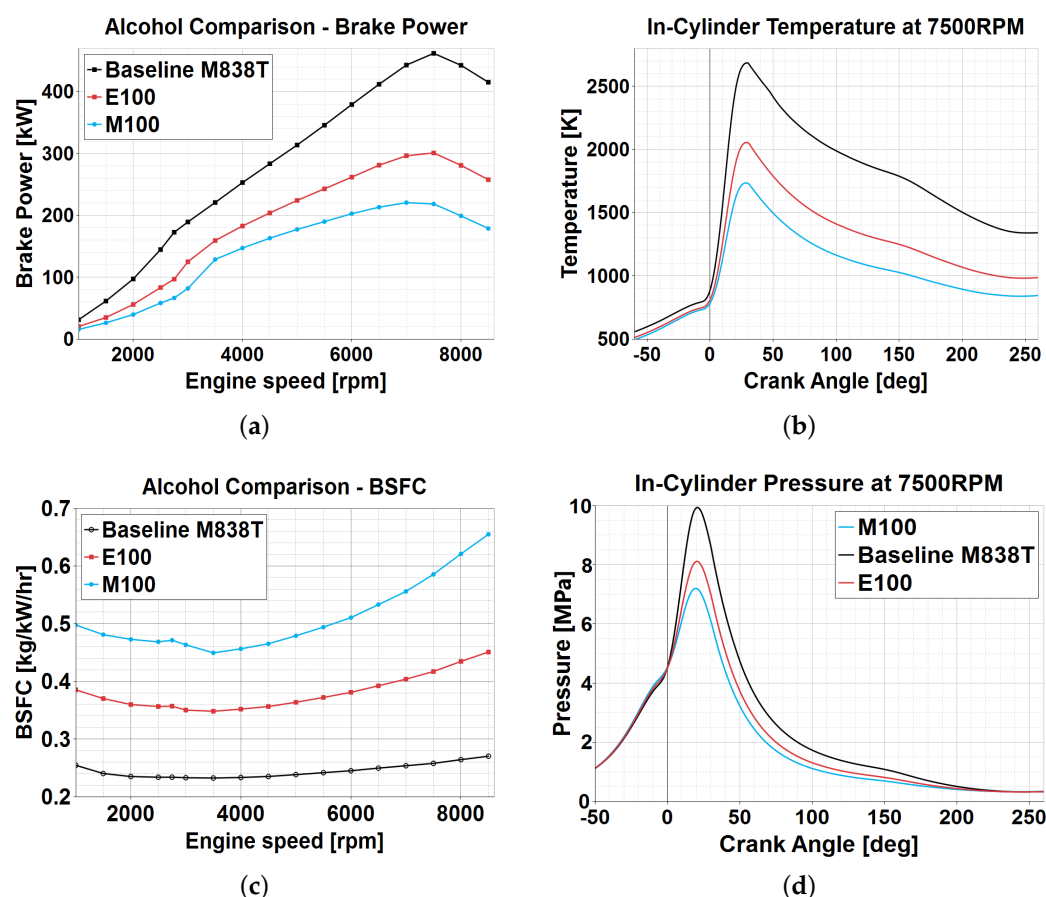 Alcohol Comparison - Brake Power
Brake Power [kW]
400
300
200
100
0
Baseline M838T
E100
M100
2000 4000 6000 8000
Engine speed [rpm]
(a)
In-Cylinder Temperature at 7500RPM
Temperature [K]
2500
2000
1500
1000
500
-50 0 50 100 150 200 250
Crank Angle [deg]
(b)
Alcohol Comparison - BSFC
BSFC [kg/kW/hr]
0.7
0.6
0.5
0.4
0.3
0.2
Baseline M838T
E100
M100
2000 4000 6000 8000
Engine speed [rpm]
(c)
In-Cylinder Pressure at 7500RPM
Pressure [MPa]
10
8
6
4
2
0
M100
Baseline M838T
E100
-50 0 50 100 150 200 250
Crank Angle [deg]
(d)